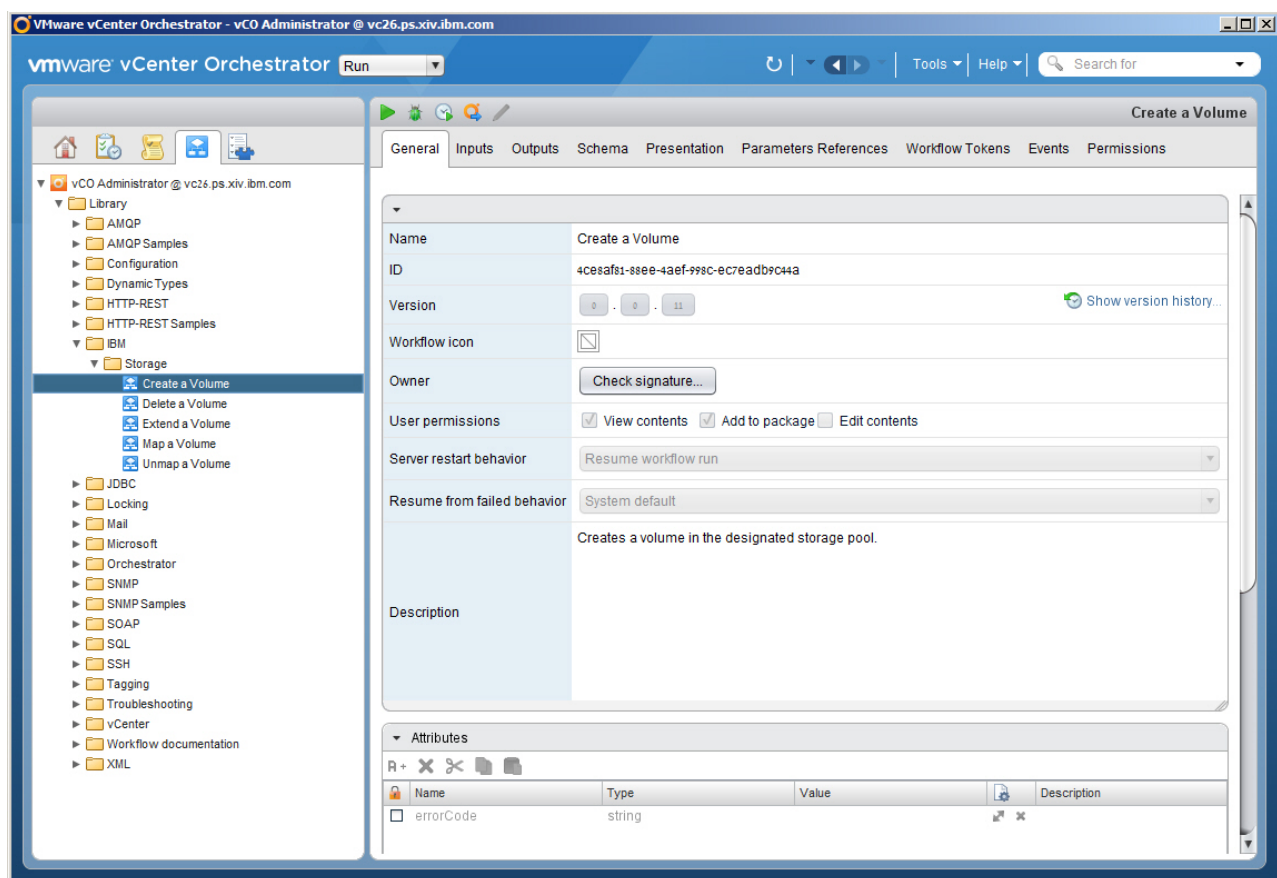 VMware vCenter Orchestrator - vCO Administrator @ vc26.ps.xiv.ibm.com
vmware vCenter Orchestrator Run Tools Help Search for
Create a Volume
General Inputs Outputs Schema Presentation Parameters References Workflow Tokens Events Permissions
vCO Administrator @ vc26.ps.xiv.ibm.com
Library
AMQP
AMQP Samples
Configuration
Dynamic Types
HTTP-REST
HTTP-REST Samples
IBM
Storage
Create a Volume
Delete a Volume
Extend a Volume
Map a Volume
Unmap a Volume
JDBC
Locking
Mail
Microsoft
Orchestrator
SNMP
SNMP Samples
SOAP
SQL
SSH
Tagging
Troubleshooting
vCenter
Workflow documentation
XML
Name Create a Volume
ID 4ce8af81-88ee-4aef-998c-ec7eadb9c44a
Version 0 . 0 . 11 Show version history...
Workflow icon
Owner Check signature...
User permissions View contents Add to package Edit contents
Server restart behavior Resume workflow run
Resume from failed behavior System default
Description Creates a volume in the designated storage pool.
Attributes
A+
Name Type Value Description
errorCode string